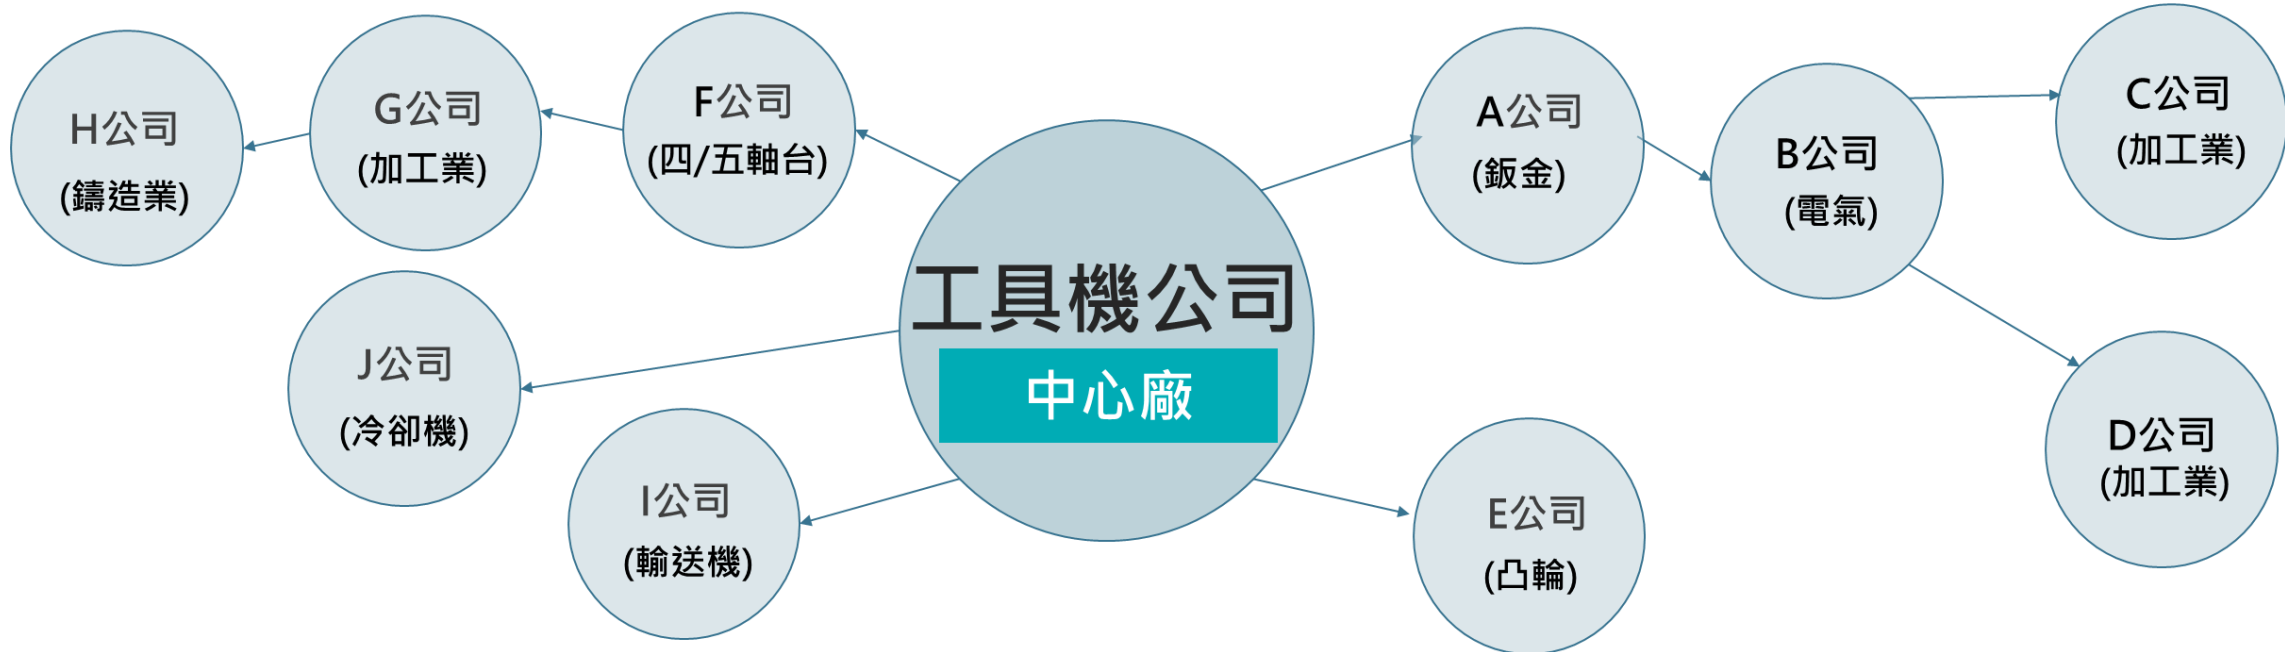 H公司
(鑄造業)
G公司
(加工業)
F公司
(四/五軸台)
A公司
(鈑金)
B公司
(電氣)
C公司
(加工業)
工具機公司
中心廠
J公司
(冷卻機)
I公司
(輸送機)
E公司
(凸輪)
D公司
(加工業)